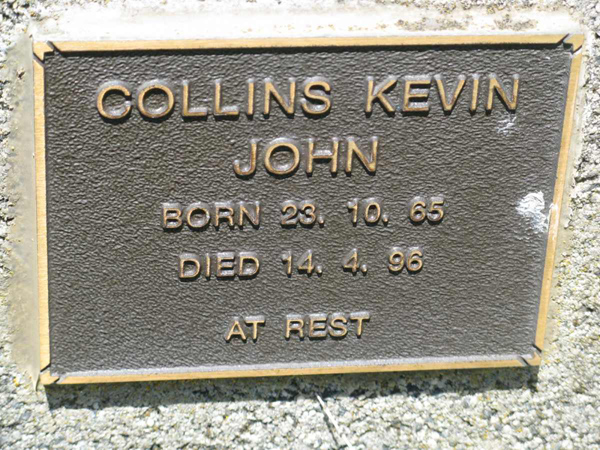 COLLINS KEVIN
JOHN
BORN 23. 10. 65
DIED 14. 4. 96
AT REST